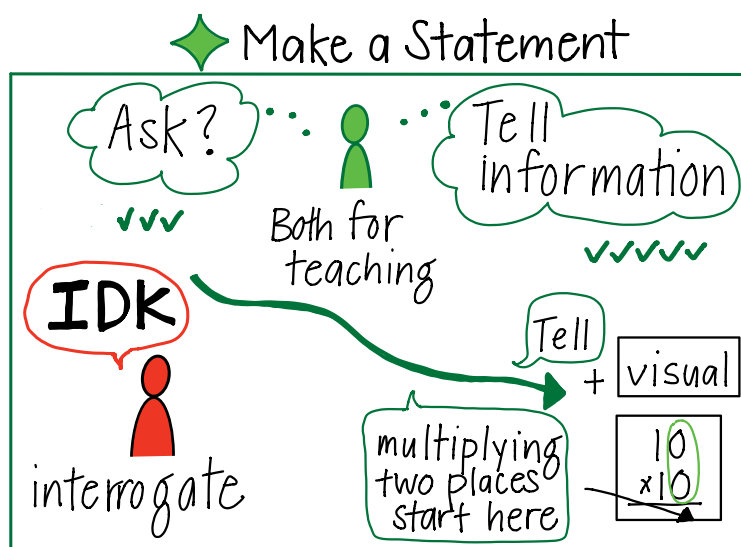 Make a Statement
Ask?
Tell
information
Both for
teaching
IDK
interrogate
Tell
+ visual
multiplying
two places
start here
10
x10